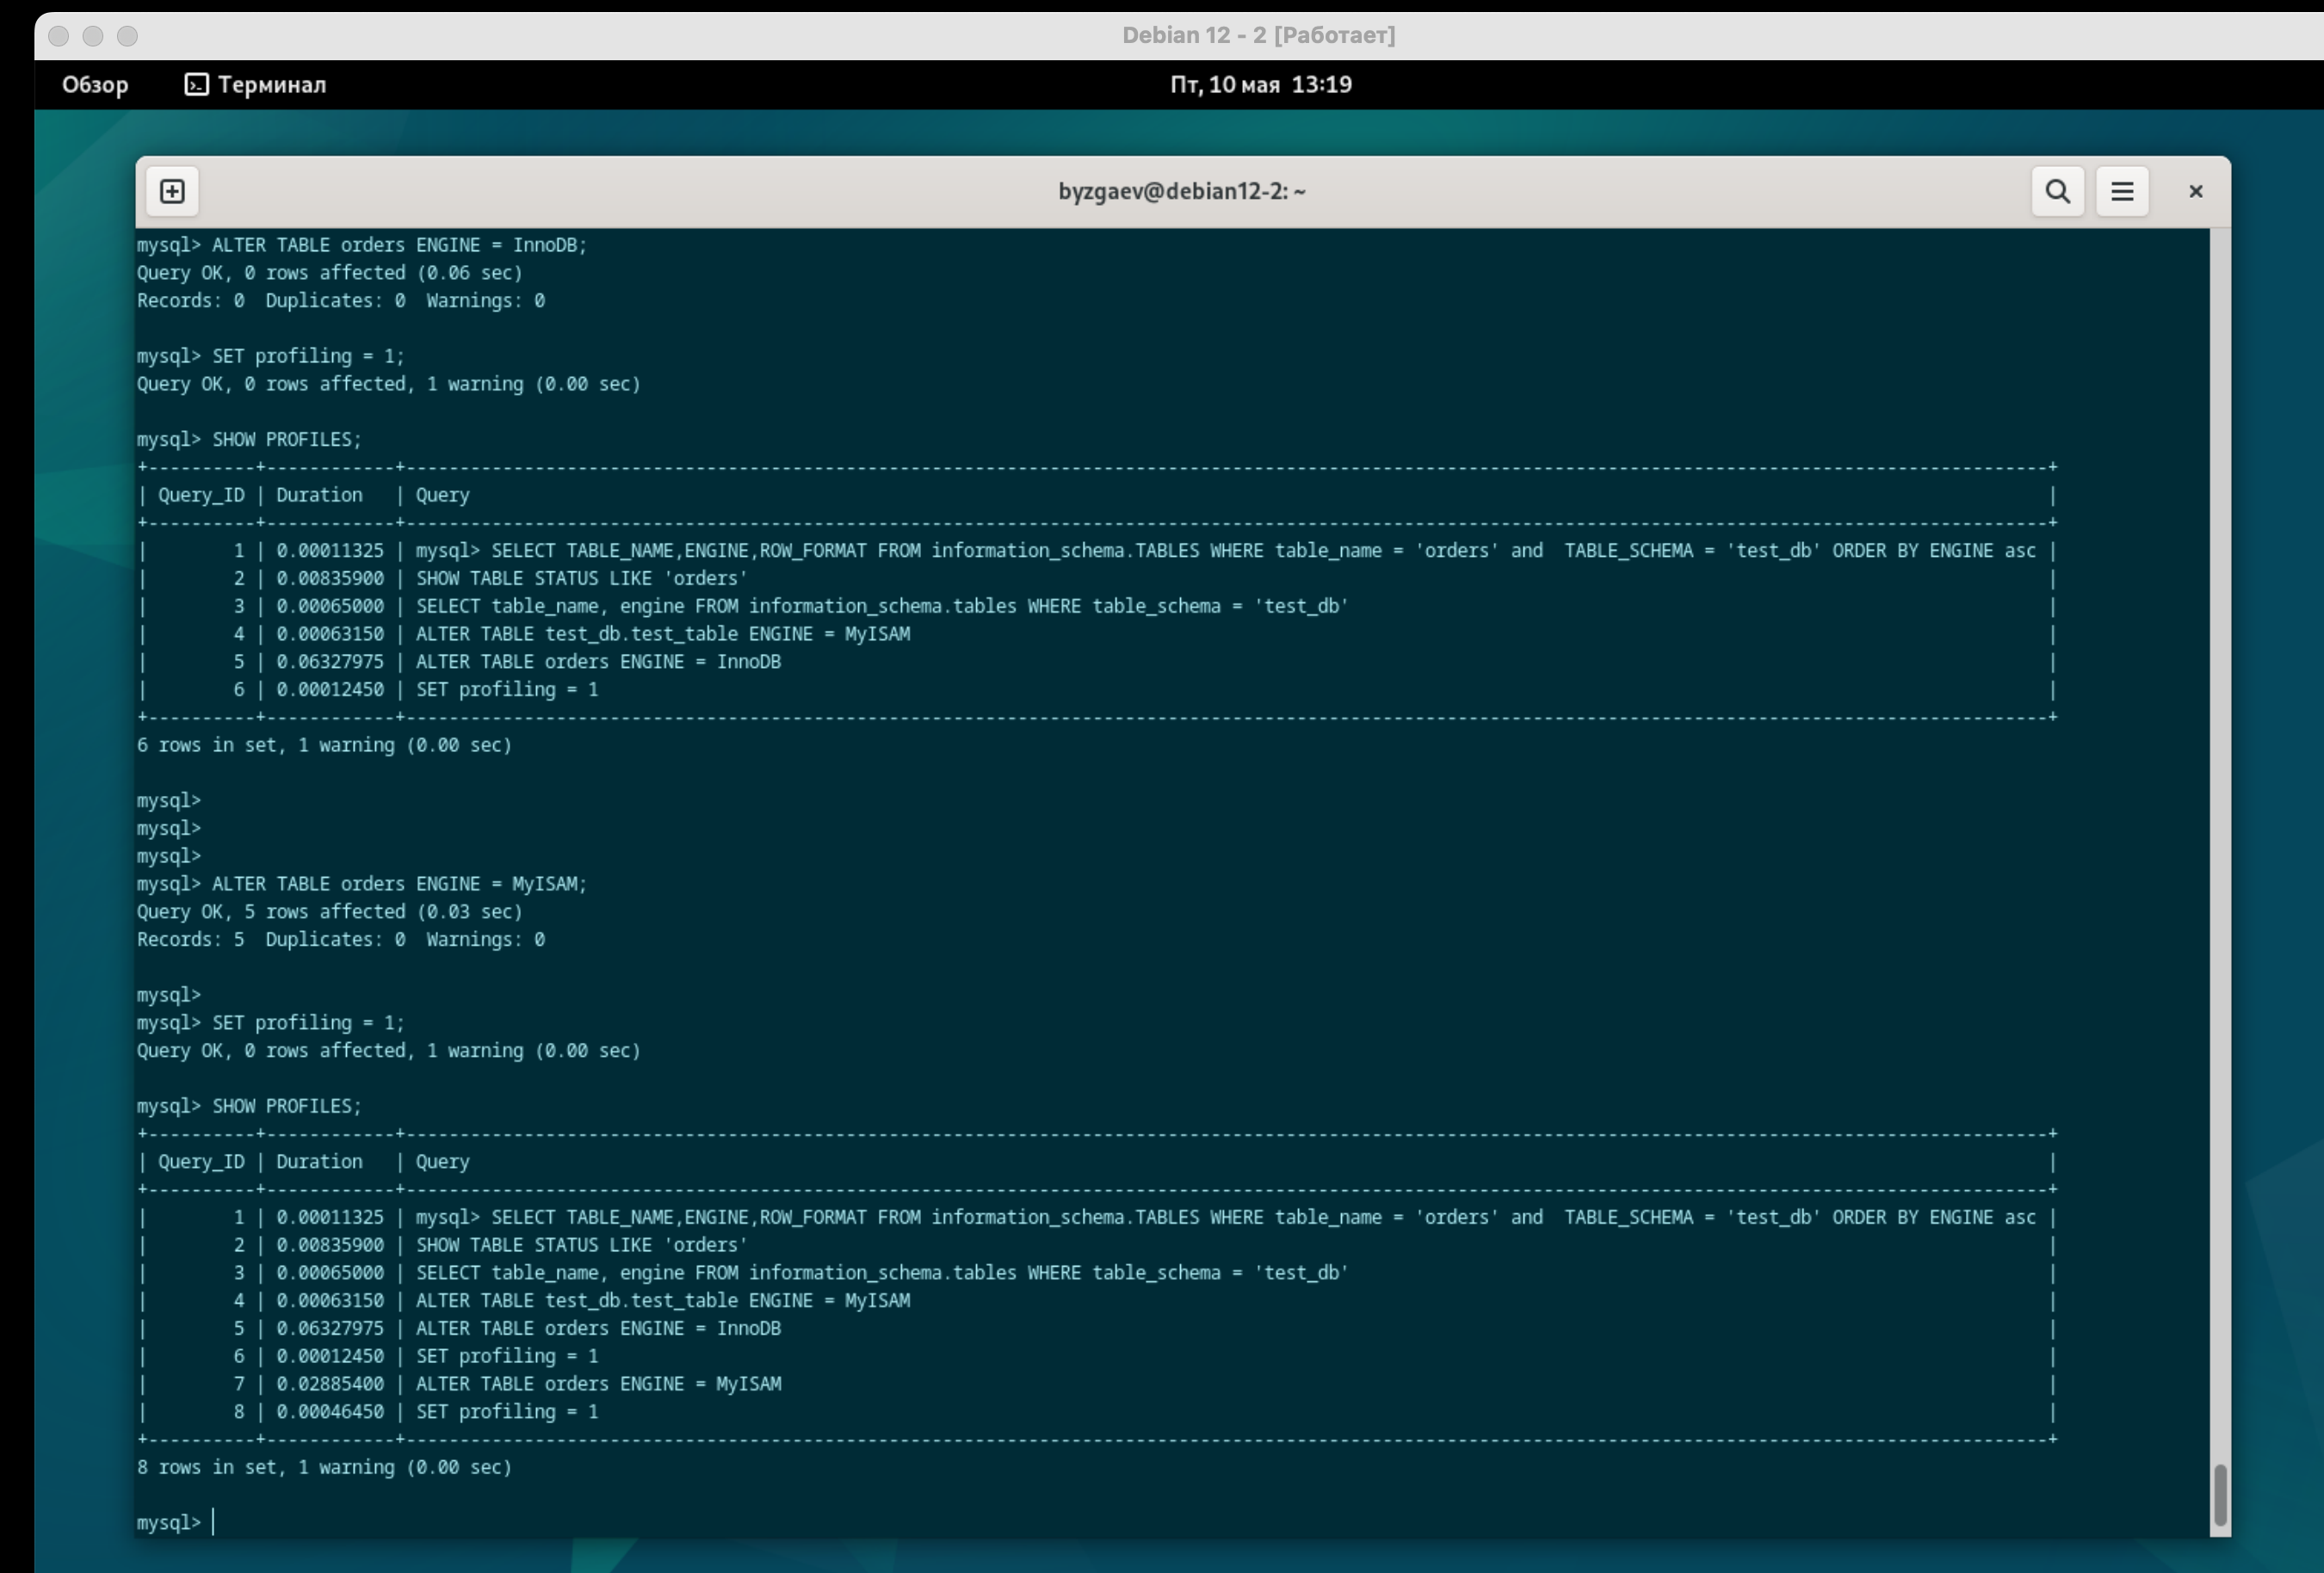 Debian 12 - 2 [Работает]
Обзор Терминал Пт, 10 мая 13:19
byzgaev@debian12-2: ~
mysql> ALTER TABLE orders ENGINE = InnoDB;
Query OK, 0 rows affected (0.06 sec)
Records: 0  Duplicates: 0  Warnings: 0
mysql> SET profiling = 1;
Query OK, 0 rows affected, 1 warning (0.00 sec)
mysql> SHOW PROFILES;
+----------+------------+---------------------------------------------------------------------------------------------------------------------------------------------------------+
| Query_ID | Duration   | Query                                                                                                                                                   |
+----------+------------+---------------------------------------------------------------------------------------------------------------------------------------------------------+
|        1 | 0.00011325 | mysql> SELECT TABLE_NAME,ENGINE,ROW_FORMAT FROM information_schema.TABLES WHERE table_name = 'orders' and  TABLE_SCHEMA = 'test_db' ORDER BY ENGINE asc |
|        2 | 0.00835900 | SHOW TABLE STATUS LIKE 'orders'                                                                                                                         |
|        3 | 0.00065000 | SELECT table_name, engine FROM information_schema.tables WHERE table_schema = 'test_db'                                                                 |
|        4 | 0.00063150 | ALTER TABLE test_db.test_table ENGINE = MyISAM                                                                                                          |
|        5 | 0.06327975 | ALTER TABLE orders ENGINE = InnoDB                                                                                                                      |
|        6 | 0.00012450 | SET profiling = 1                                                                                                                                       |
+----------+------------+---------------------------------------------------------------------------------------------------------------------------------------------------------+
6 rows in set, 1 warning (0.00 sec)
mysql>
mysql>
mysql>
mysql> ALTER TABLE orders ENGINE = MyISAM;
Query OK, 5 rows affected (0.03 sec)
Records: 5  Duplicates: 0  Warnings: 0
mysql>
mysql> SET profiling = 1;
Query OK, 0 rows affected, 1 warning (0.00 sec)
mysql> SHOW PROFILES;
+----------+------------+---------------------------------------------------------------------------------------------------------------------------------------------------------+
| Query_ID | Duration   | Query                                                                                                                                                   |
+----------+------------+---------------------------------------------------------------------------------------------------------------------------------------------------------+
|        1 | 0.00011325 | mysql> SELECT TABLE_NAME,ENGINE,ROW_FORMAT FROM information_schema.TABLES WHERE table_name = 'orders' and  TABLE_SCHEMA = 'test_db' ORDER BY ENGINE asc |
|        2 | 0.00835900 | SHOW TABLE STATUS LIKE 'orders'                                                                                                                         |
|        3 | 0.00065000 | SELECT table_name, engine FROM information_schema.tables WHERE table_schema = 'test_db'                                                                 |
|        4 | 0.00063150 | ALTER TABLE test_db.test_table ENGINE = MyISAM                                                                                                          |
|        5 | 0.06327975 | ALTER TABLE orders ENGINE = InnoDB                                                                                                                      |
|        6 | 0.00012450 | SET profiling = 1                                                                                                                                       |
|        7 | 0.02885400 | ALTER TABLE orders ENGINE = MyISAM                                                                                                                      |
|        8 | 0.00046450 | SET profiling = 1                                                                                                                                       |
+----------+------------+---------------------------------------------------------------------------------------------------------------------------------------------------------+
8 rows in set, 1 warning (0.00 sec)
mysql>